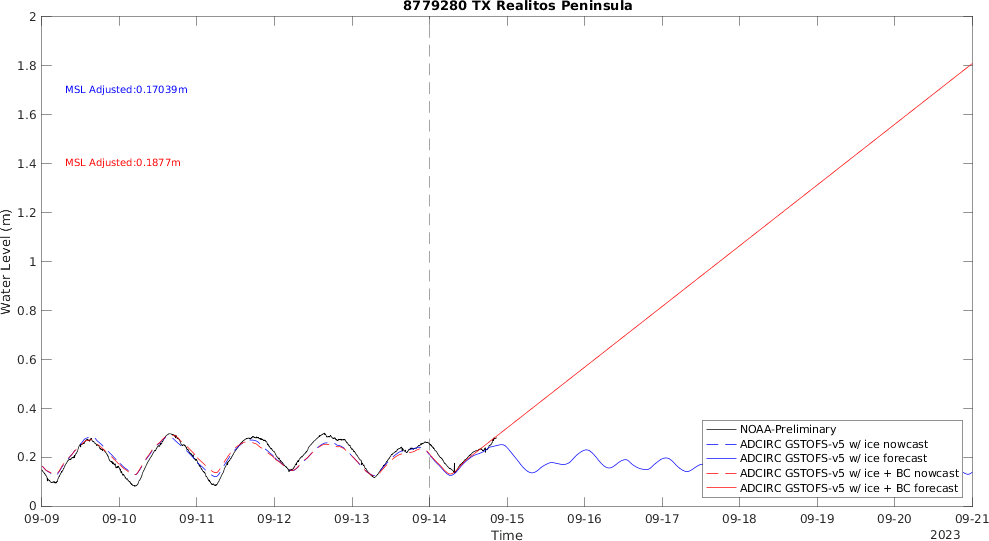 8779280 TX Realitos Peninsula
2
1.8
1.6
1.4
1.2
1
0.8
0.6
0.4
0.2
0
Water Level (m)
MSL Adjusted:0.17039m
MSL Adjusted:0.1877m
NOAA-Preliminary
ADCIRC GSTOFS-v5 w/ ice nowcast
ADCIRC GSTOFS-v5 w/ ice forecast
ADCIRC GSTOFS-v5 w/ ice + BC nowcast
ADCIRC GSTOFS-v5 w/ ice + BC forecast
09-09 09-10 09-11 09-12 09-13 09-14 09-15 09-16 09-17 09-18 09-19 09-20 09-21
Time
2023